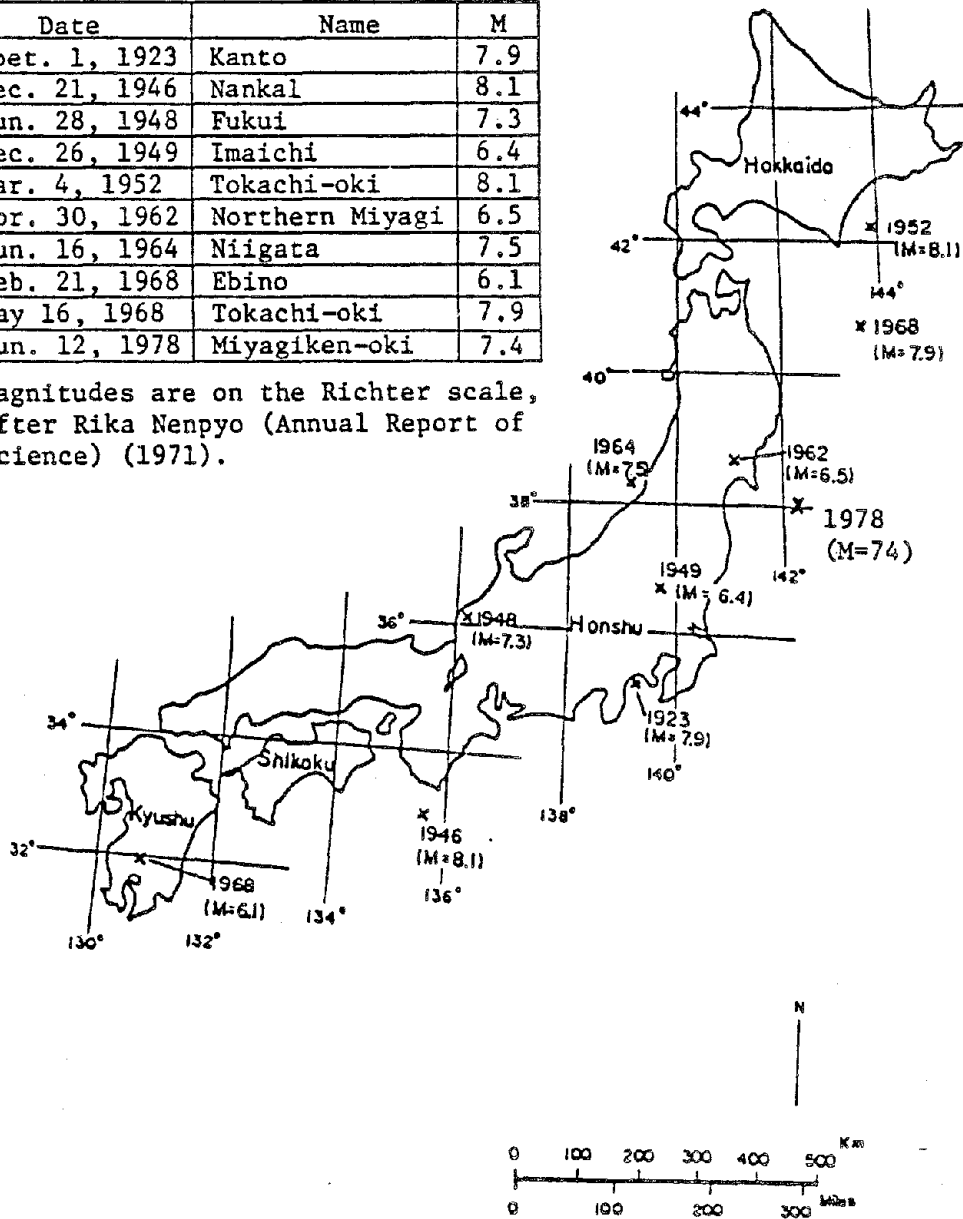 Date Name M
pet. 1, 1923 Kanto 7.9
ec. 21, 1946 Nankal 8.1
un. 28, 1948 Fukui 7.3
ec. 26, 1949 Imaichi 6.4
ar. 4, 1952 Tokachi-oki 8.1
pr. 30, 1962 Northern Miyagi 6.5
un. 16, 1964 Niigata 7.5
eb. 21, 1968 Ebino 6.1
ay 16, 1968 Tokachi-oki 7.9
un. 12, 1978 Miyagiken-oki 7.4
agnitudes are on the Richter scale,
fter Rika Nenpyo (Annual Report of
cience) (1971).
44°
Hokkaido
1952
(M=8.1)
42°
144°
1968
(M=7.9)
40°
1964
(M=75
1962
(M=6.5)
38°
1978
(M=74)
142°
1949
(M= 6.4)
36°
1948
(M=7.3)
Honshu
34°
1923
(M=7.9)
140°
Shikoku
138°
Kyushu
1946
(M=8.1)
136°
32°
1968
(M=6.1)
134°
132°
130°
N
0 100 200 300 400 500 Km
0 100 200 300 Miles